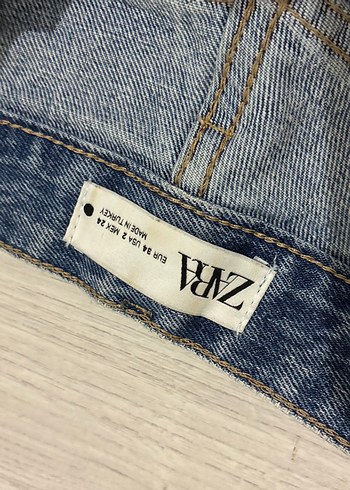 ZARA
EUR 34 USA 2 MEX 24
MADE IN TURKEY